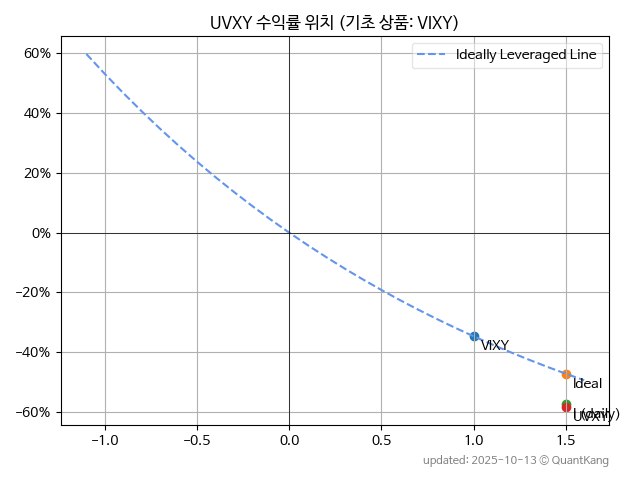 UVXY 수익률 위치 (기초 상품: VIXY)
Ideally Leveraged Line
60%
40%
20%
0%
−20%
−40%
−60%
VIXY
Ideal
(daily)
UVXY
−1.0
−0.5
0.0
0.5
1.0
1.5
updated: 2025-10-13 © QuantKang